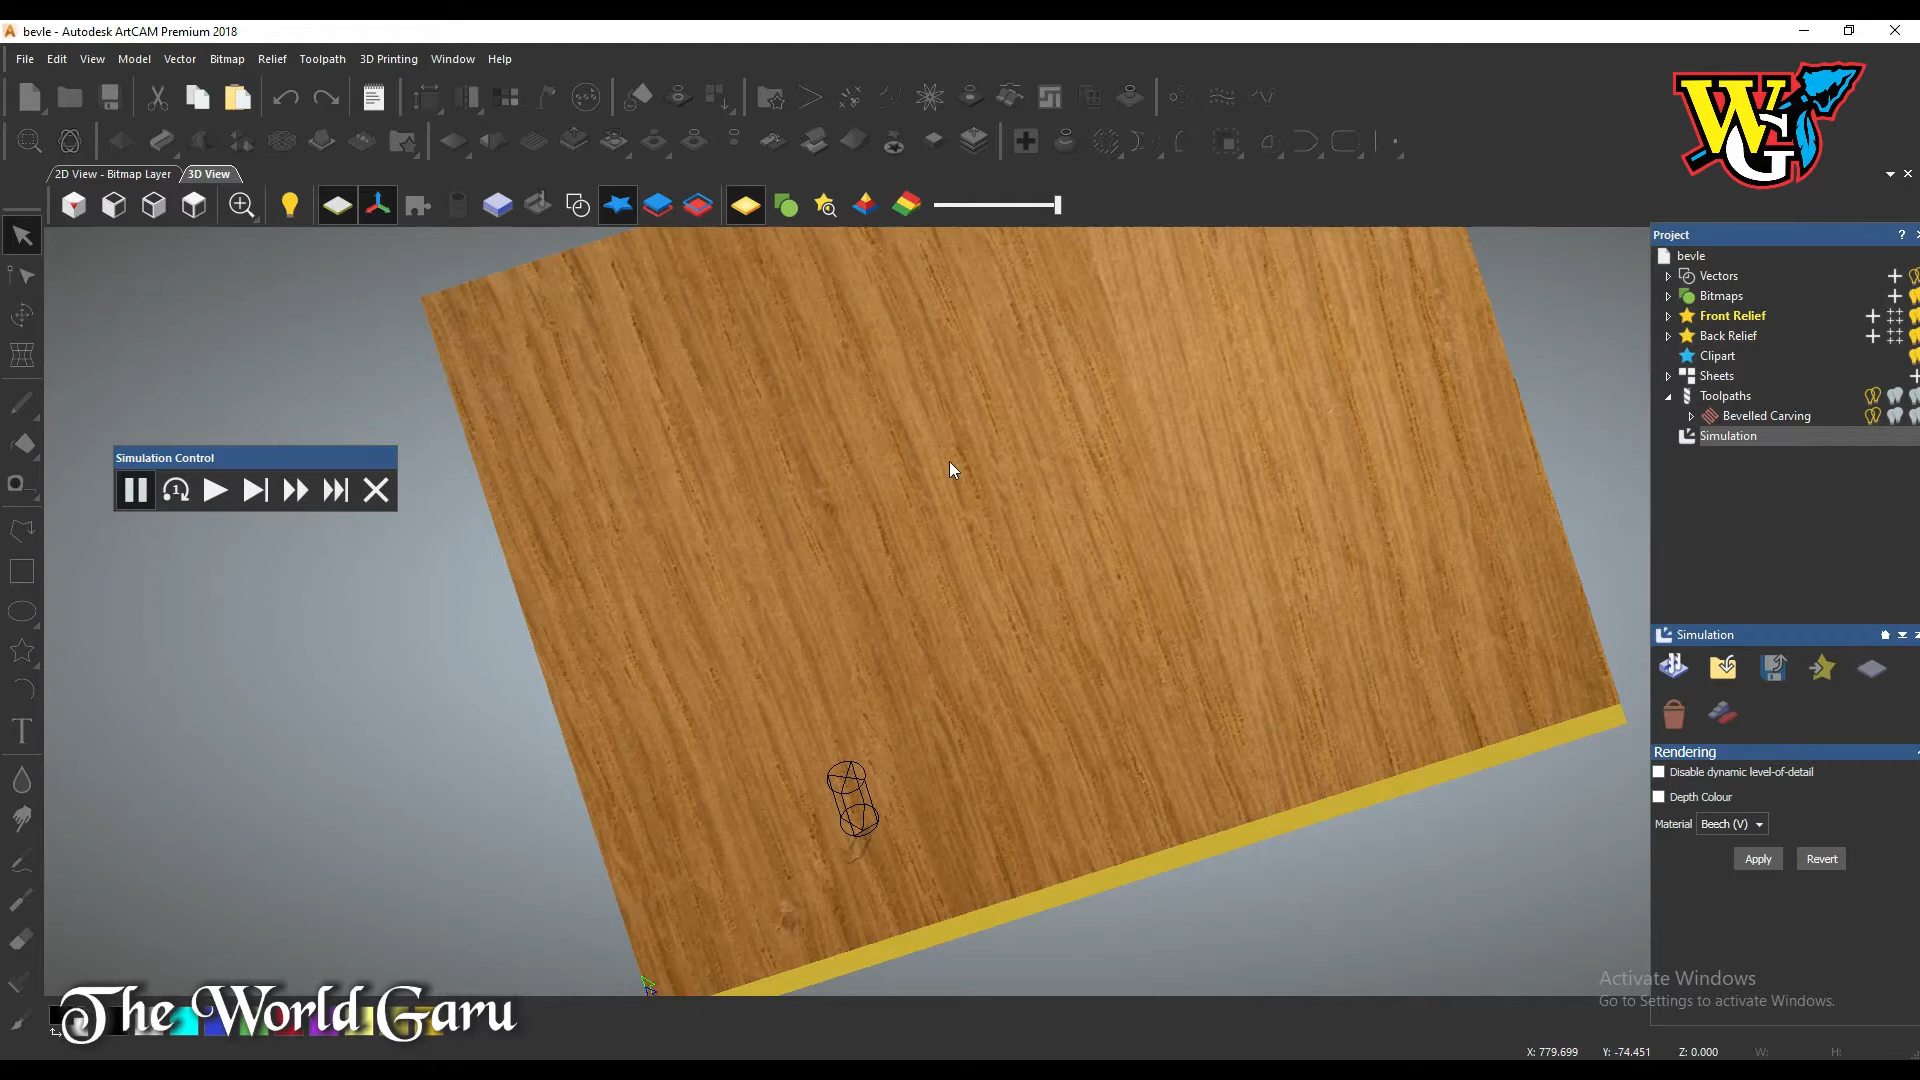 bevle - Autodesk ArtCAM Premium 2018
File Edit View Model Vector Bitmap Relief Toolpath 3D Printing Window Help
WG
2D View - Bitmap Layer 3D View
Project ?
bevle
Vectors
Bitmaps
Front Relief
Back Relief
Clipart
Sheets
Toolpaths
Bevelled Carving
Simulation
Simulation Control
1
Simulation
Rendering
Disable dynamic level-of-detail
Depth Colour
Material Beech (V)
Apply Revert
T
Activate Windows
Go to Settings to activate Windows.
The World Garu
X: 779.699 Y: -74.451 Z: 0.000 W: H: